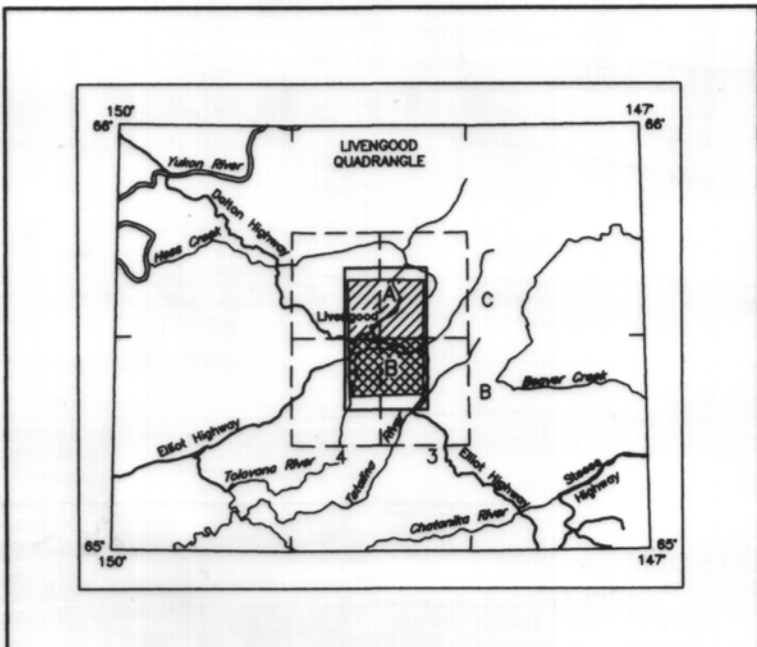 150° 147°
66° 66°
LIVENGOOD
QUADRANGLE
Yukon River
Dalton Highway
Hess Creek
A
C
Livengood
B
B
Beaver Creek
Elliot Highway
4
3
Tolovana River
Tatalina River
Elliot Highway
Steese Highway
Chatanika River
65° 65°
150° 147°